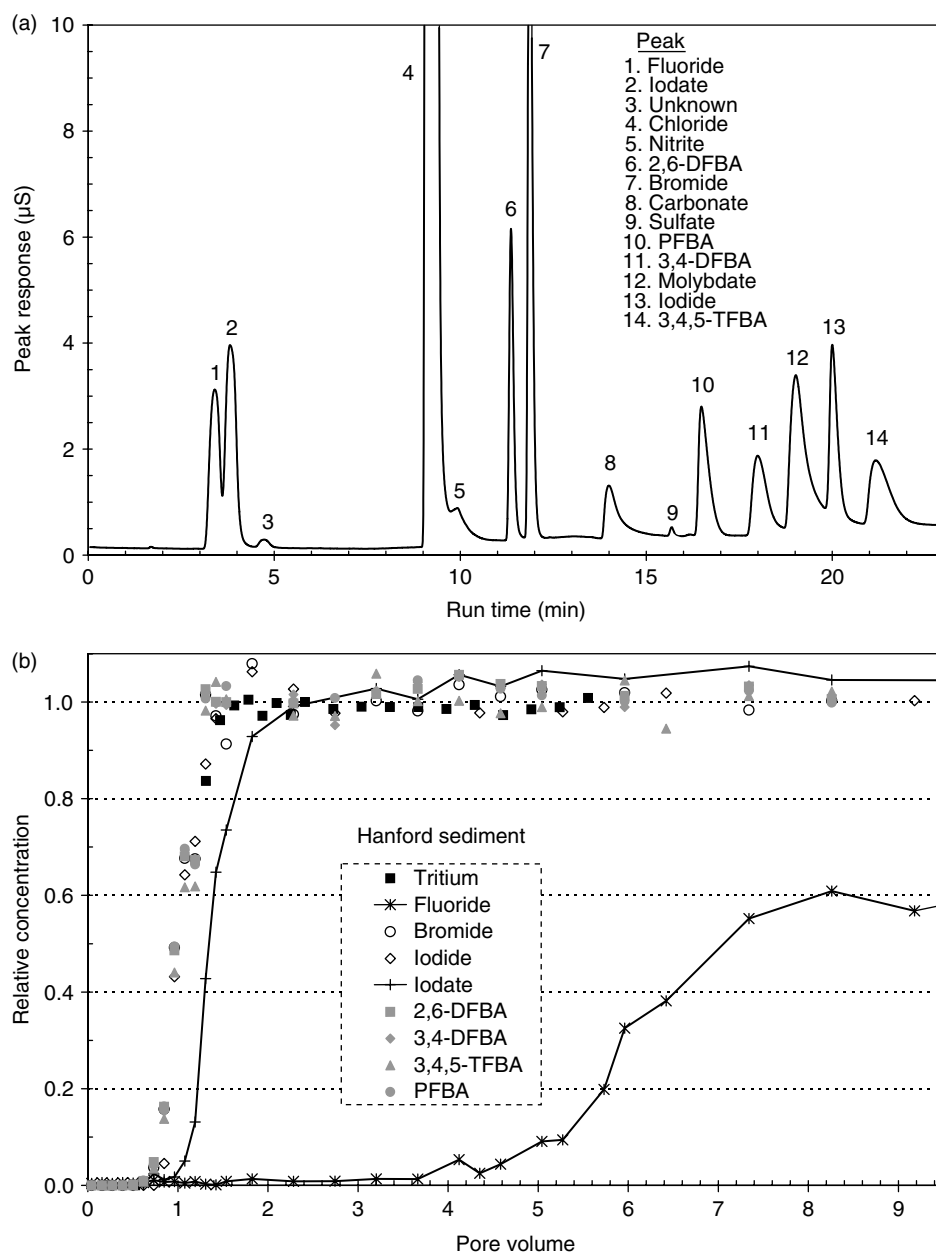 (a)
10
8
6
4
2
0
Peak response (µS)
0 5 10 15 20
Run time (min)
1
2
3
4
5
6
7
8
9
10
11
12
13
14
Peak
1. Fluoride
2. Iodate
3. Unknown
4. Chloride
5. Nitrite
6. 2,6-DFBA
7. Bromide
8. Carbonate
9. Sulfate
10. PFBA
11. 3,4-DFBA
12. Molybdate
13. Iodide
14. 3,4,5-TFBA
(b)
1.0
0.8
0.6
0.4
0.2
0.0
Relative concentration
Hanford sediment
Tritium
Fluoride
Bromide
Iodide
Iodate
2,6-DFBA
3,4-DFBA
3,4,5-TFBA
PFBA
0 1 2 3 4 5 6 7 8 9
Pore volume